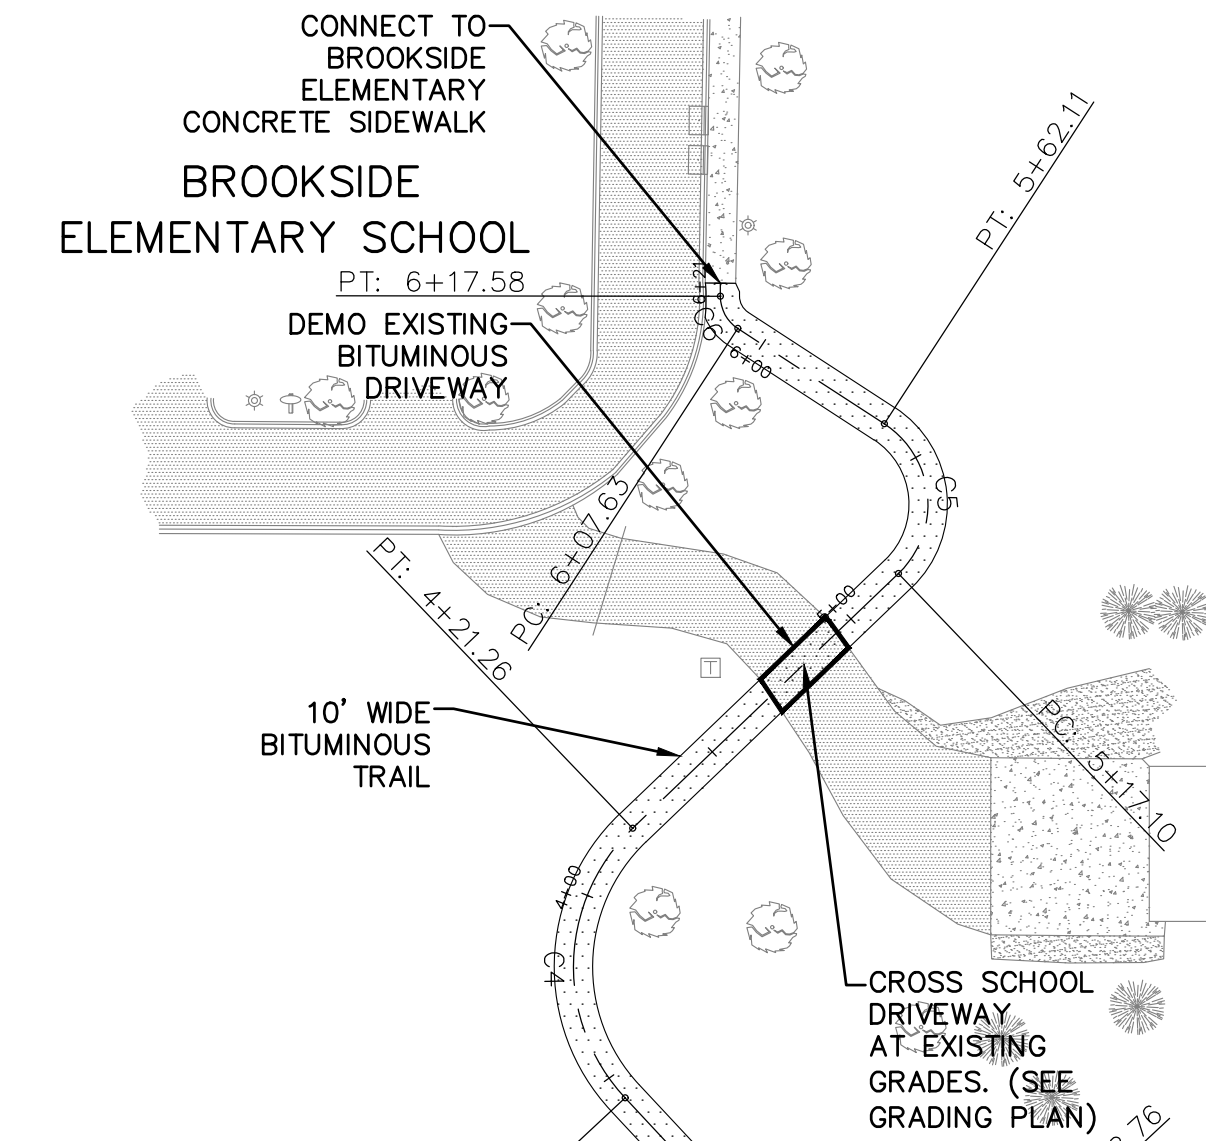 CONNECT TO
BROOKSIDE
ELEMENTARY
CONCRETE SIDEWALK
BROOKSIDE
ELEMENTARY SCHOOL
PT: 6+17.58
DEMO EXISTING
BITUMINOUS
DRIVEWAY
6+21
C6
6+00
PT: 5+62.11
C5
PC: 6+07.63
PT: 4+21.26
5+00
T
PC: 5+17.10
10' WIDE
BITUMINOUS
TRAIL
4+00
C4
CROSS SCHOOL
DRIVEWAY
AT EXISTING
GRADES. (SEE
GRADING PLAN)